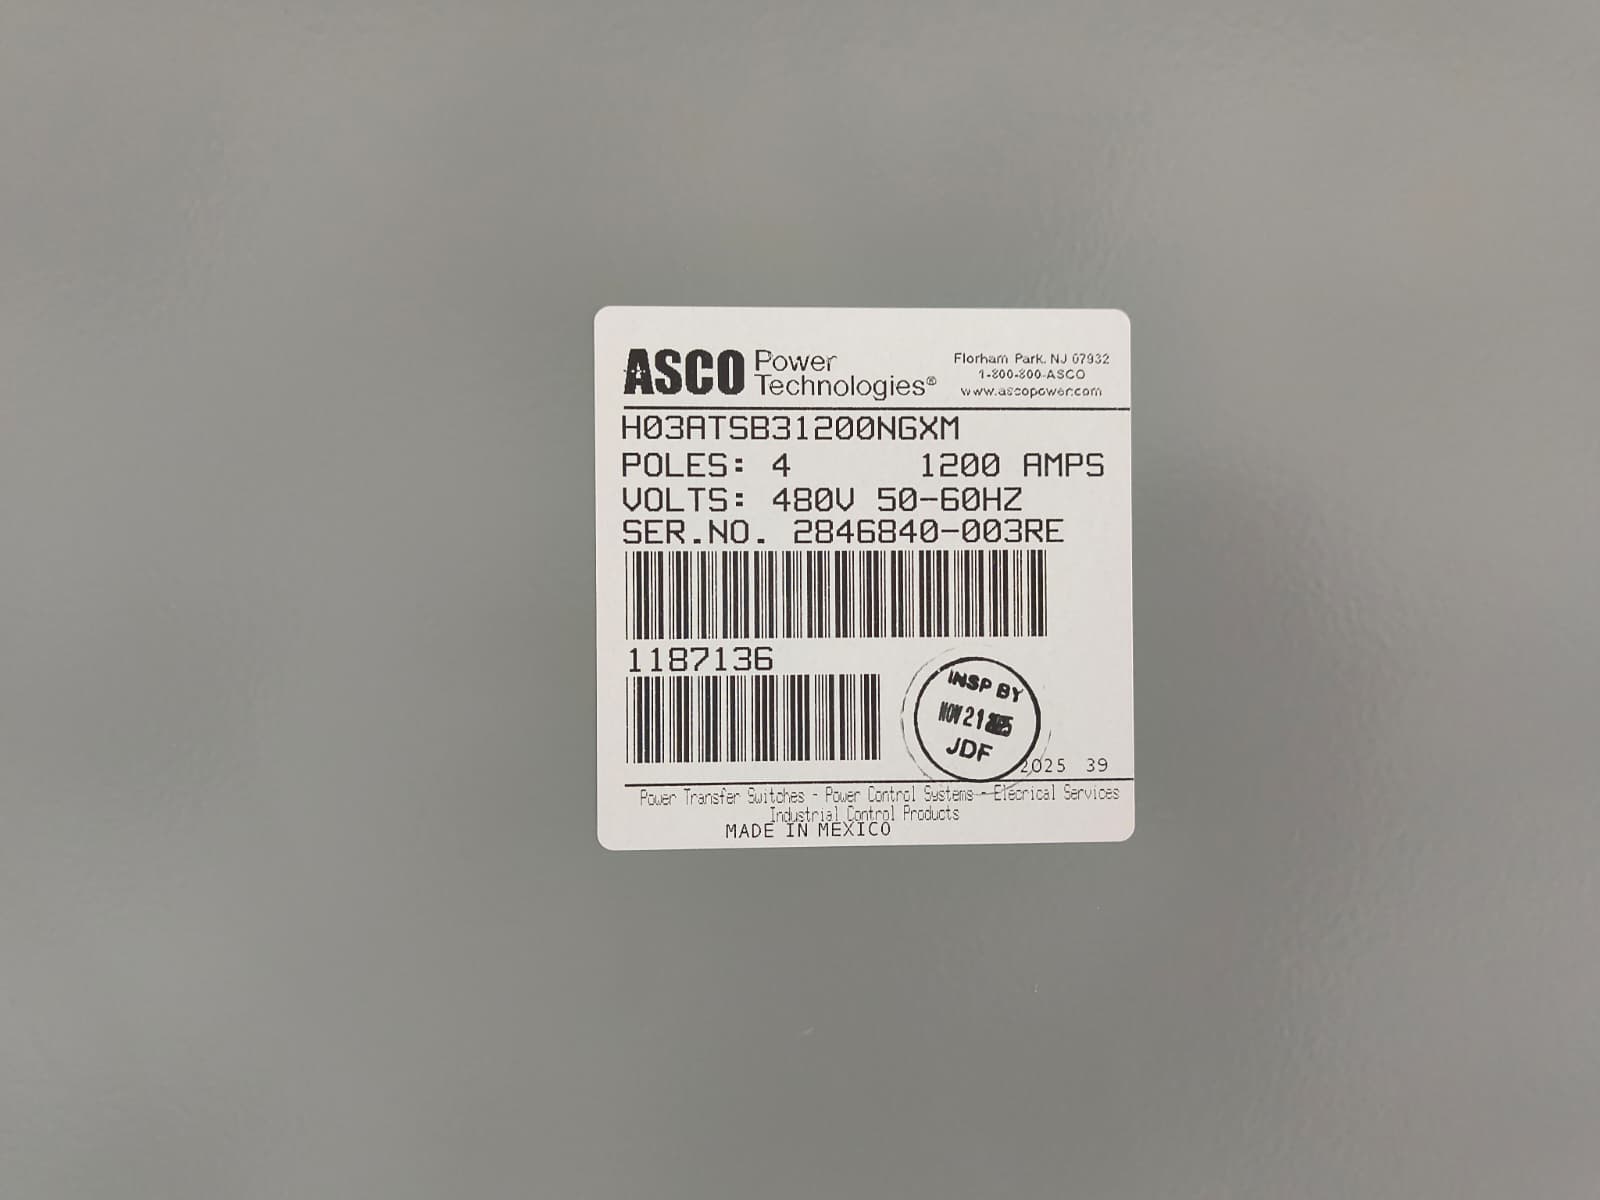 ASCO Power Technologies®
Florham Park, NJ 07932
1-800-800-ASCO
www.ascopower.com
H03ATSB31200NGXM
POLES: 4 1200 AMPS
VOLTS: 480V 50-60HZ
SER.NO. 2846840-003RE
1187136
INSP BY
NOV 21 2025
JDF
2025 39
Power Transfer Switches - Power Control Systems - Elecrical Services
Industrial Control Products
MADE IN MEXICO